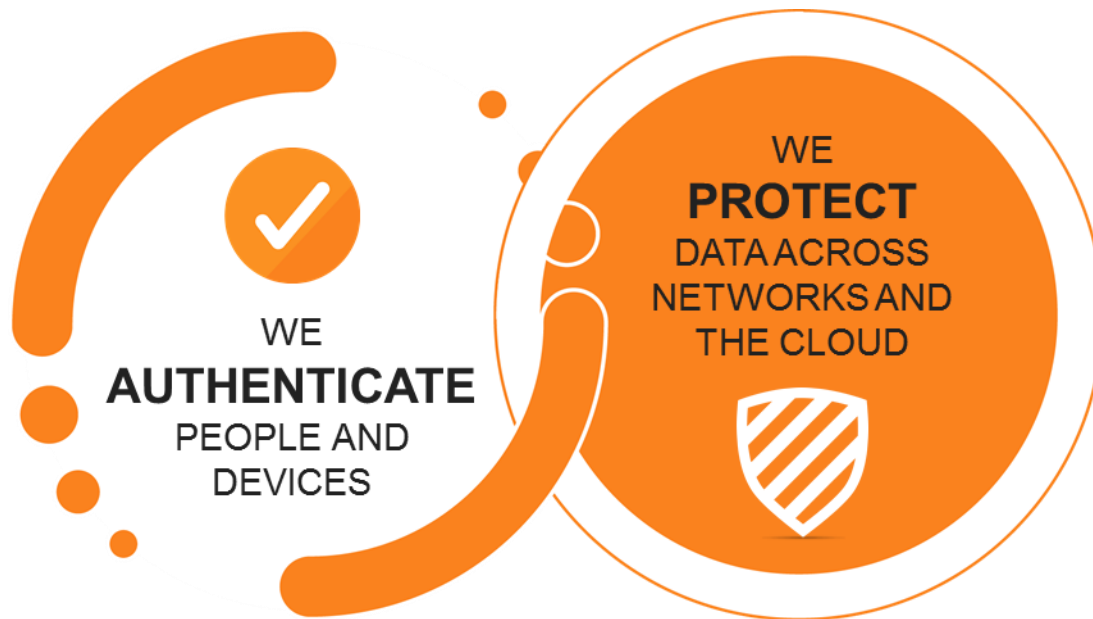 WE
AUTHENTICATE
PEOPLE AND
DEVICES
WE
PROTECT
DATA ACROSS
NETWORKS AND
THE CLOUD